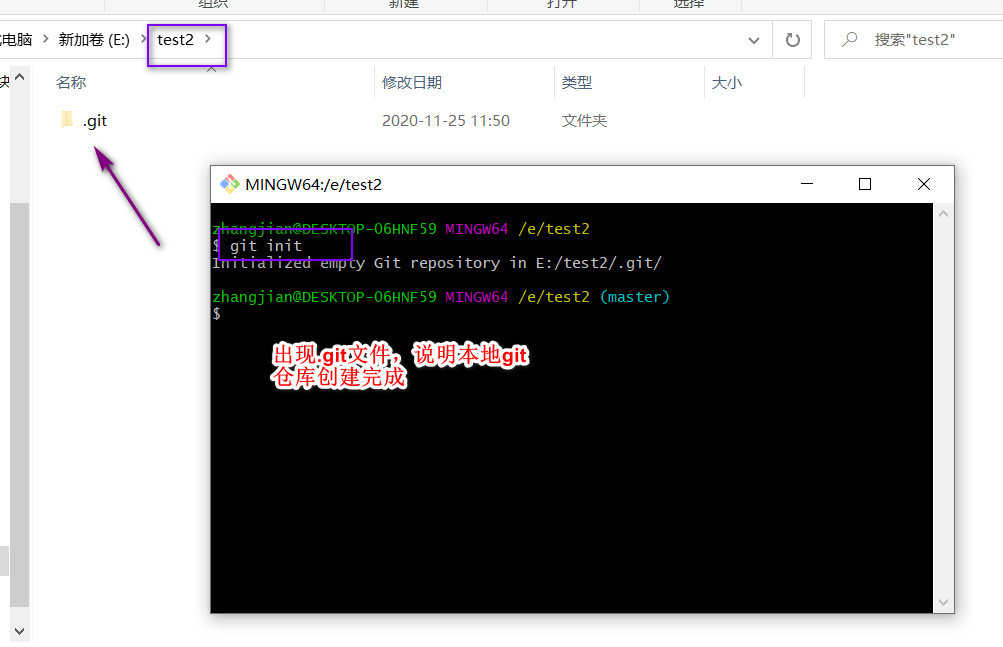 组织 新建 打开 选择
电脑 新加卷 (E:) test2 搜索"test2"
名称 修改日期 类型 大小
.git 2020-11-25 11:50 文件夹
MINGW64:/e/test2
zhangjian@DESKTOP-O6HNF59 MINGW64 /e/test2
$ git init
Initialized empty Git repository in E:/test2/.git/
zhangjian@DESKTOP-O6HNF59 MINGW64 /e/test2 (master)
$
出现.git文件，说明本地git
仓库创建完成